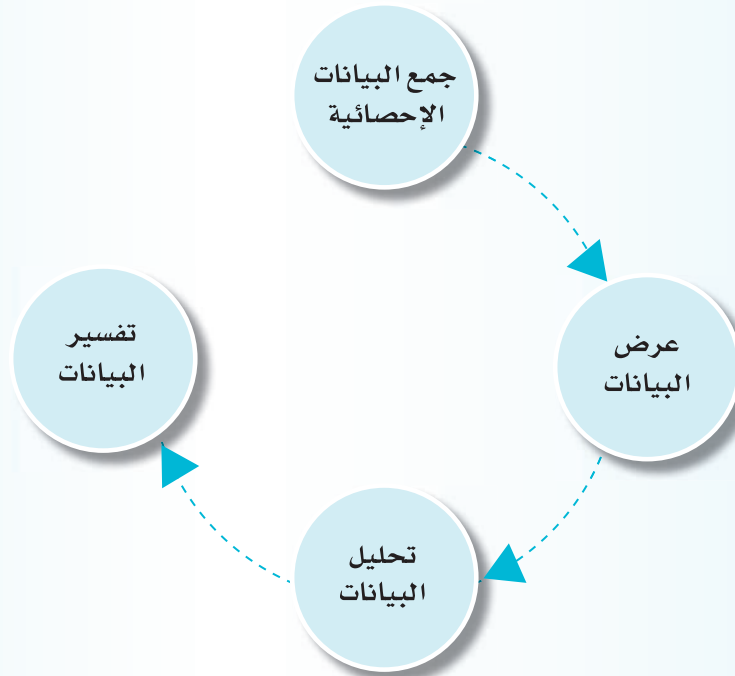 جمع البيانات
الإحصائية
عرض
البيانات
تحليل
البيانات
تفسير
البيانات